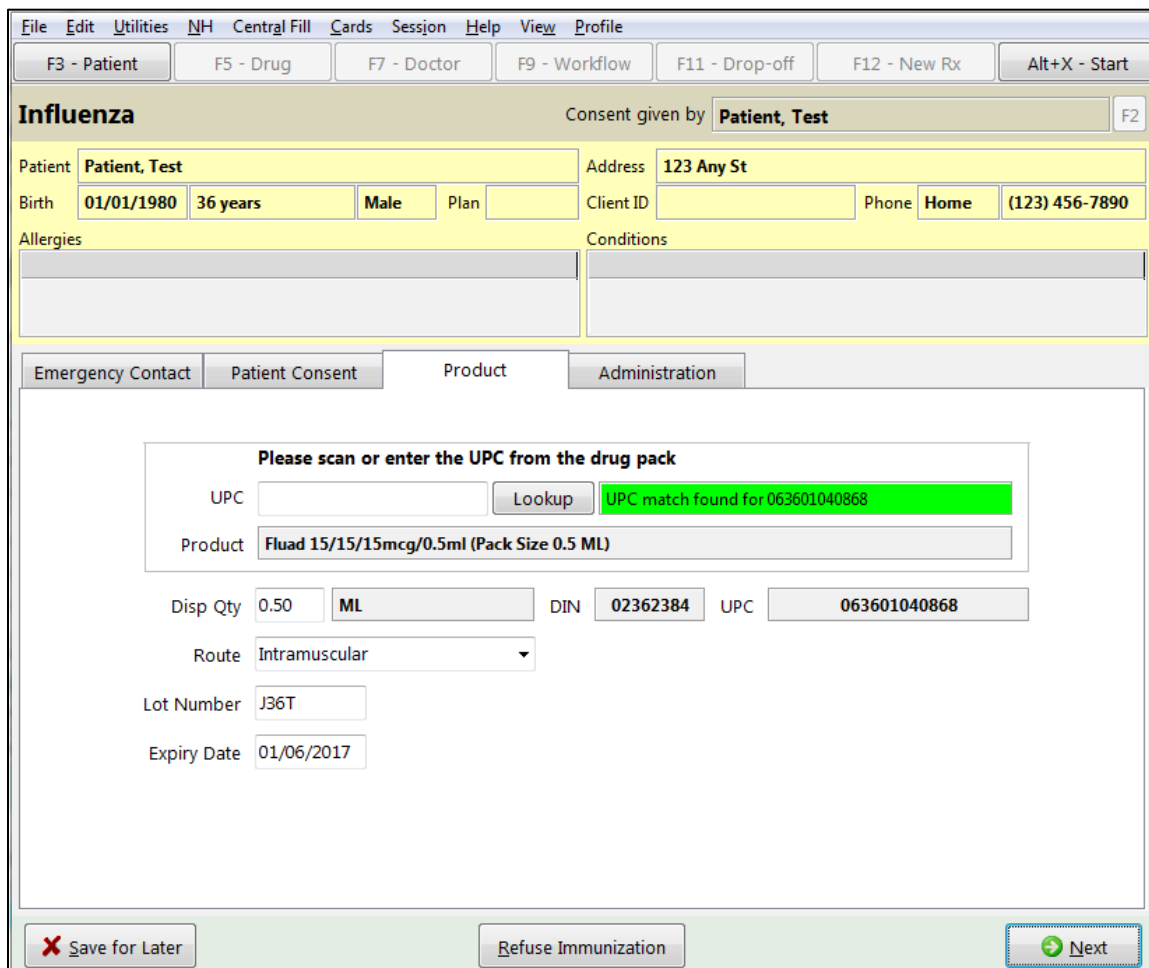 File Edit Utilities NH Central Fill Cards Session Help View Profile
F3 - Patient F5 - Drug F7 - Doctor F9 - Workflow F11 - Drop-off F12 - New Rx Alt+X - Start
Influenza Consent given by Patient, Test F2
Patient Patient, Test Address 123 Any St
Birth 01/01/1980 36 years Male Plan Client ID Phone Home (123) 456-7890
Allergies Conditions
Emergency Contact Patient Consent Product Administration
Please scan or enter the UPC from the drug pack
UPC Lookup UPC match found for 063601040868
Product Fluad 15/15/15mcg/0.5ml (Pack Size 0.5 ML)
Disp Qty 0.50 ML DIN 02362384 UPC 063601040868
Route Intramuscular
Lot Number J36T
Expiry Date 01/06/2017
Save for Later Refuse Immunization Next